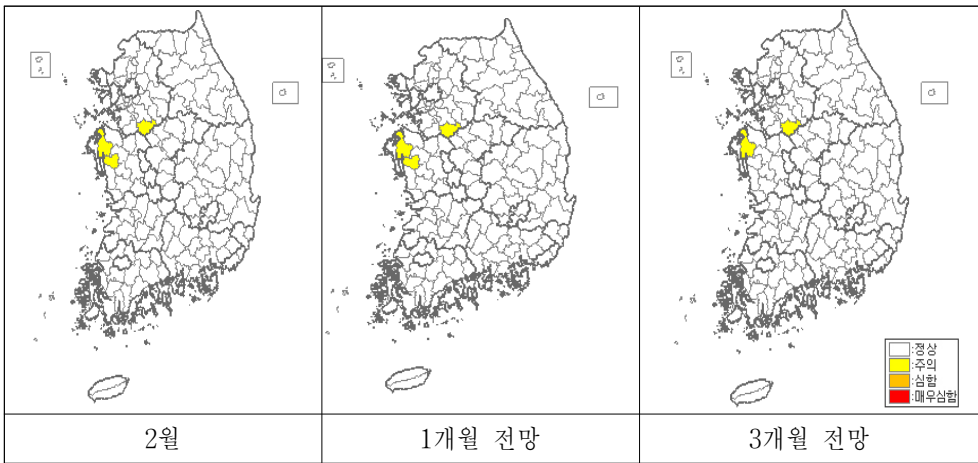 :정상
:주의
:심함
:매우심함
2월
1개월 전망
3개월 전망